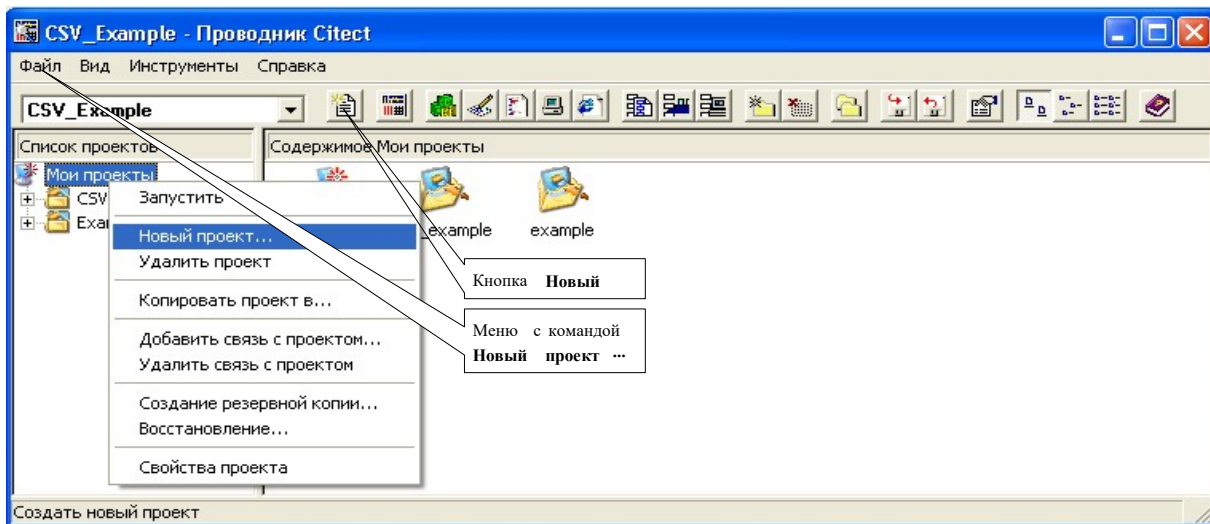 CSV_Example - Проводник Citect
Файл Вид Инструменты Справка
CSV_Example
Список проектов
Содержимое Мои проекты
Мои проекты
CSV
Exa
_example
example
Запустить
Новый проект...
Удалить проект
Копировать проект в...
Добавить связь с проектом...
Удалить связь с проектом
Создание резервной копии...
Восстановление...
Свойства проекта
Кнопка Новый
Меню с командой
Новый проект ...
Создать новый проект